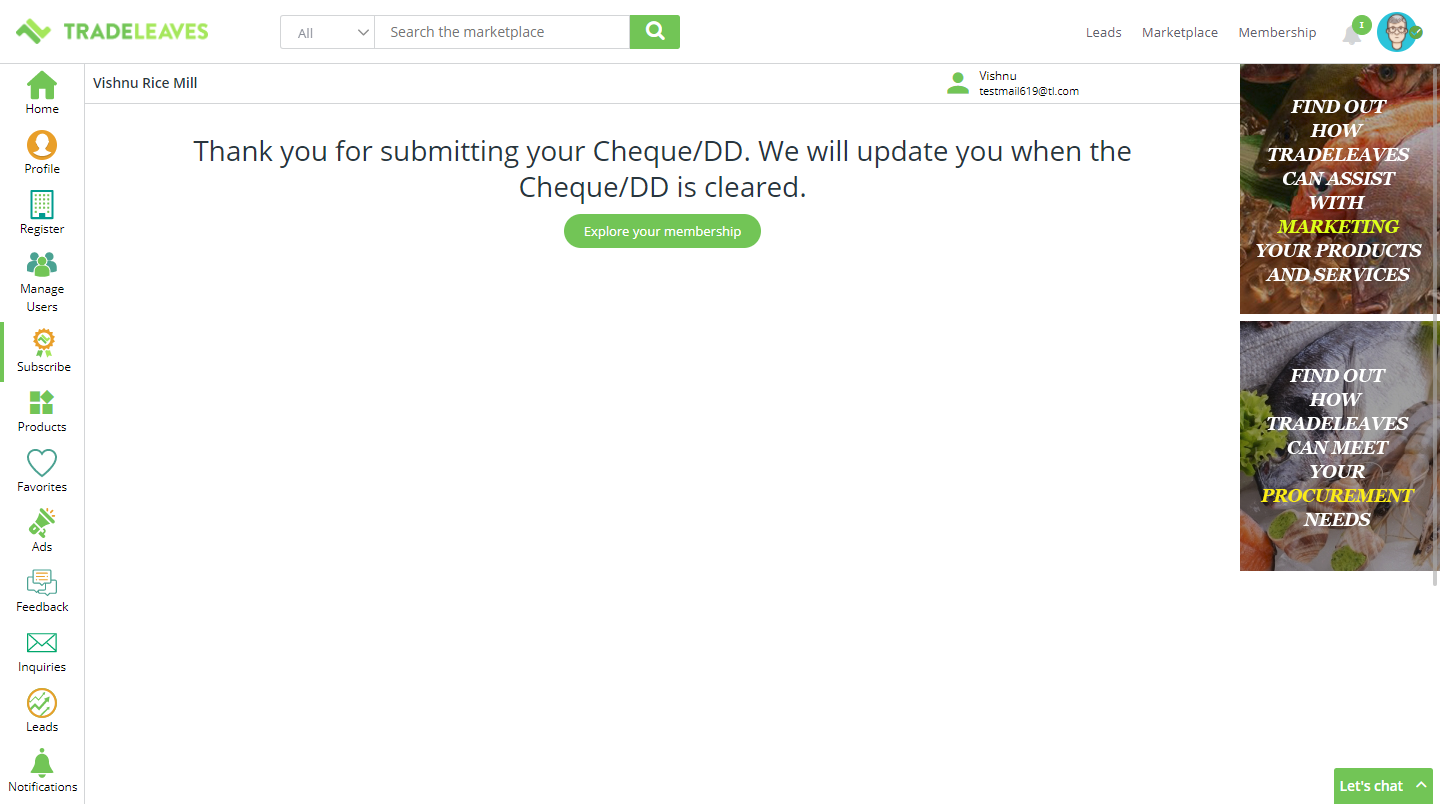 TRADELEAVES
All
Search the marketplace
Leads
Marketplace
Membership
1
Vishnu Rice Mill
Vishnu
testmail619@tl.com
Home
Profile
Register
Manage
Users
Subscribe
Products
Favorites
Ads
Feedback
Inquiries
Leads
Notifications
Thank you for submitting your Cheque/DD. We will update you when the
Cheque/DD is cleared.
Explore your membership
FIND OUT
HOW
TRADELEAVES
CAN ASSIST
WITH
MARKETING
YOUR PRODUCTS
AND SERVICES
FIND OUT
HOW
TRADELEAVES
CAN MEET
YOUR
PROCUREMENT
NEEDS
Let's chat